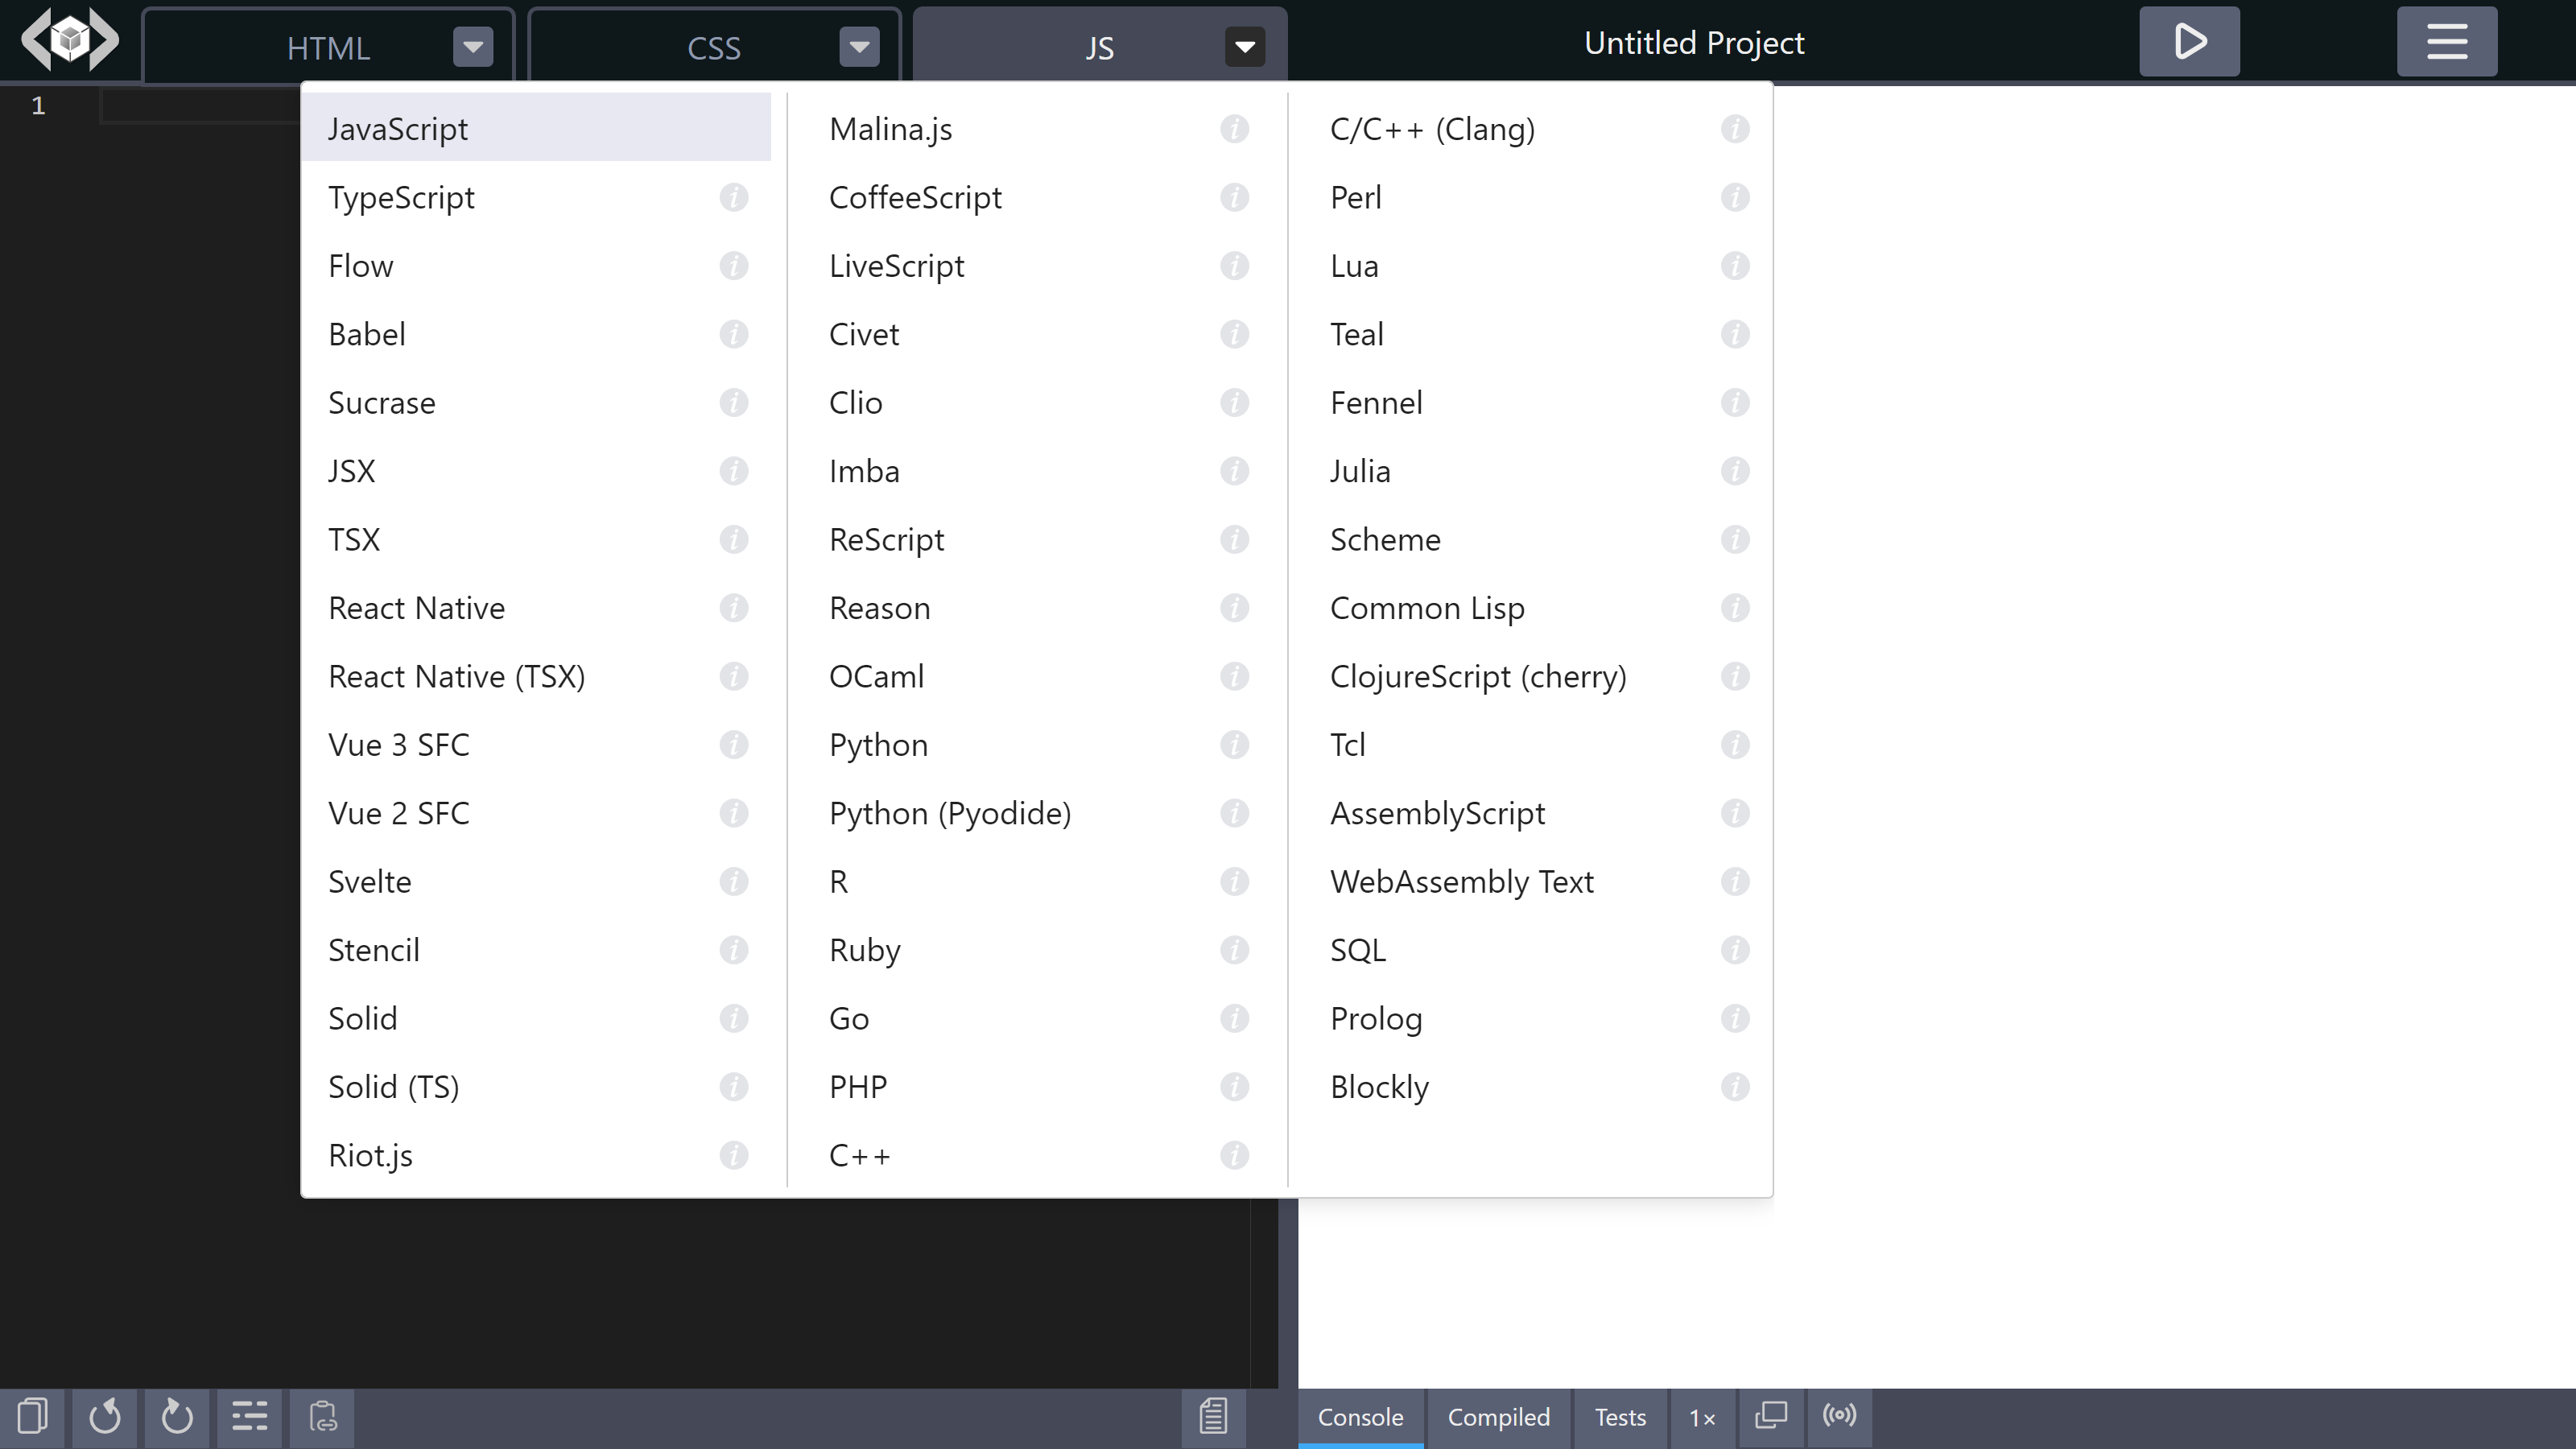 HTML
CSS
JS
Untitled Project
1
JavaScript
TypeScript
Flow
Babel
Sucrase
JSX
TSX
React Native
React Native (TSX)
Vue 3 SFC
Vue 2 SFC
Svelte
Stencil
Solid
Solid (TS)
Riot.js
Malina.js
CoffeeScript
LiveScript
Civet
Clio
Imba
ReScript
Reason
OCaml
Python
Python (Pyodide)
R
Ruby
Go
PHP
C++
C/C++ (Clang)
Perl
Lua
Teal
Fennel
Julia
Scheme
Common Lisp
ClojureScript (cherry)
Tcl
AssemblyScript
WebAssembly Text
SQL
Prolog
Blockly
Console
Compiled
Tests
1×